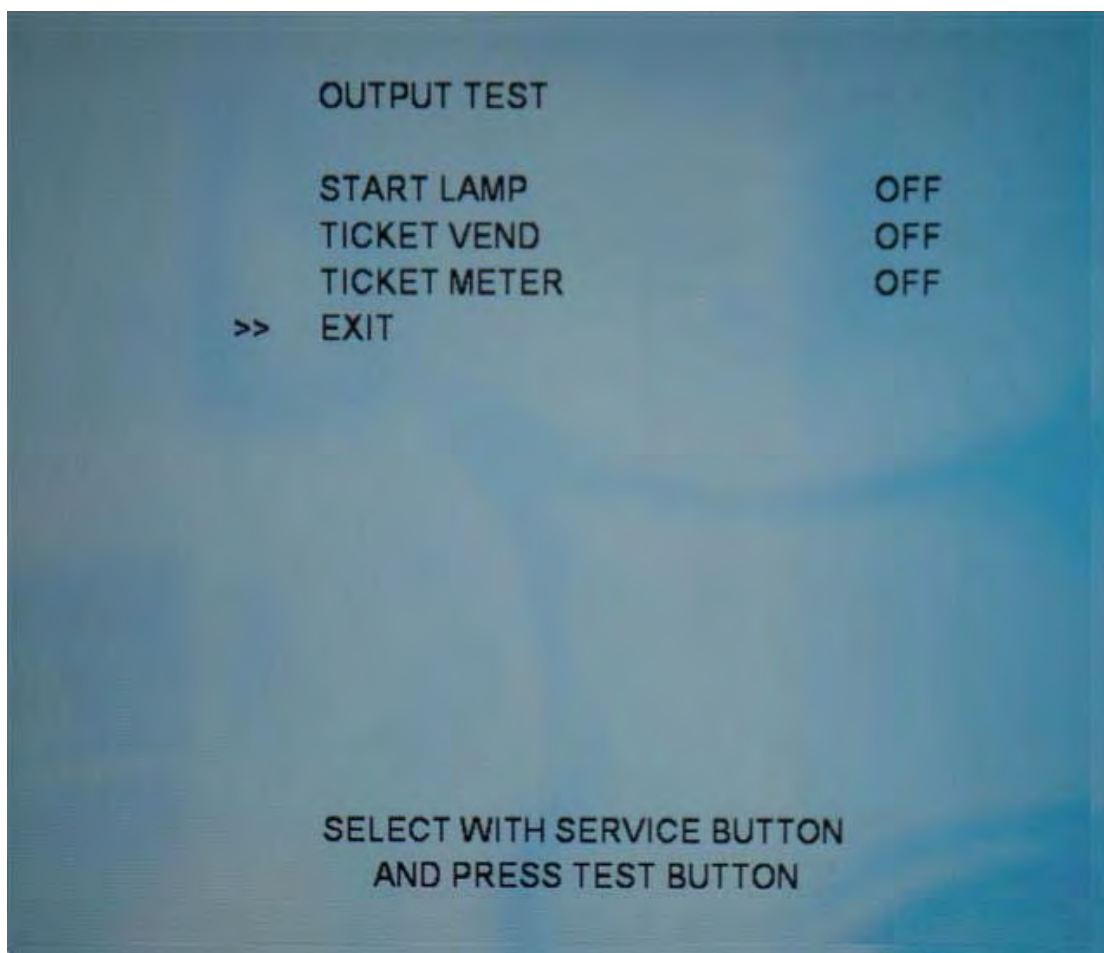 OUTPUT TEST
START LAMP OFF
TICKET VEND OFF
TICKET METER OFF
>> EXIT
SELECT WITH SERVICE BUTTON
AND PRESS TEST BUTTON